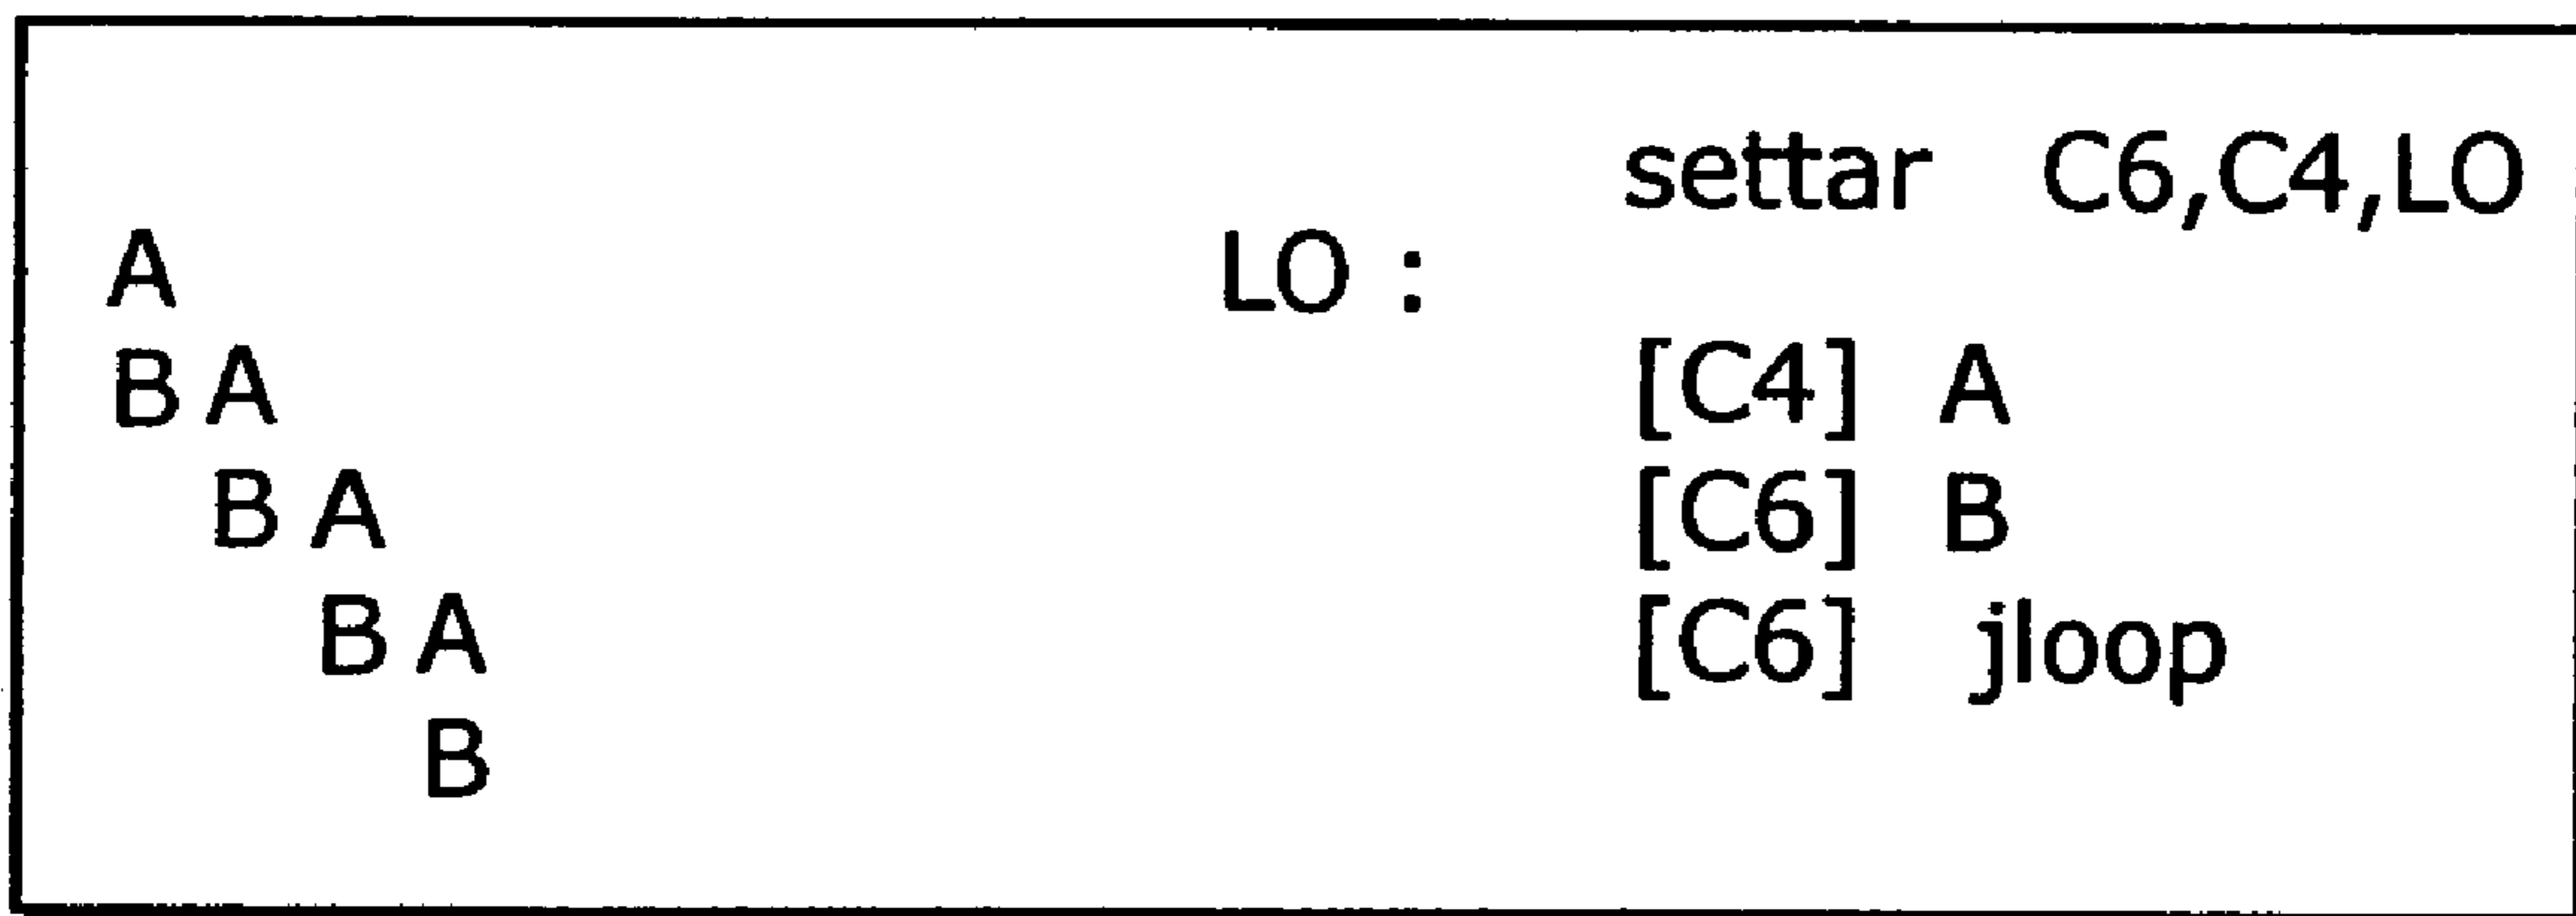 settar C6,C4,LO
A LO :
B A [C4] A
B A [C6] B
B A [C6] jloop
B